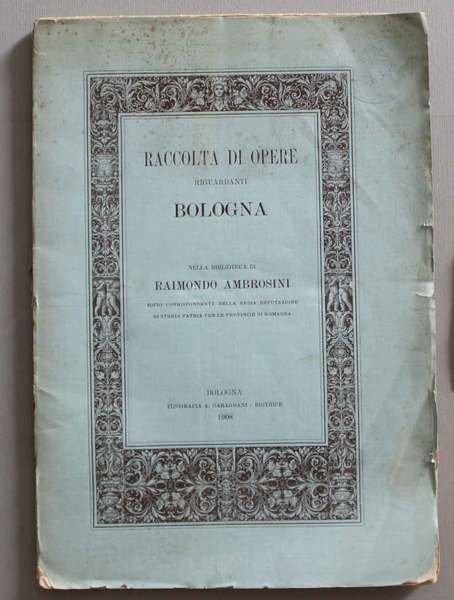 RACCOLTA DI OPERE
RIGUARDANTI
BOLOGNA
NELLA BIBLIOTECA DI
RAIMONDO AMBROSINI
SOCIO CORRISPONDENTE DELLA REGIA DEPUTAZIONE
DI STORIA PATRIA PER LE PROVINCIE DI ROMAGNA
BOLOGNA
TIPOGRAFIA A. GARAGNANI - EDITRICE
1908